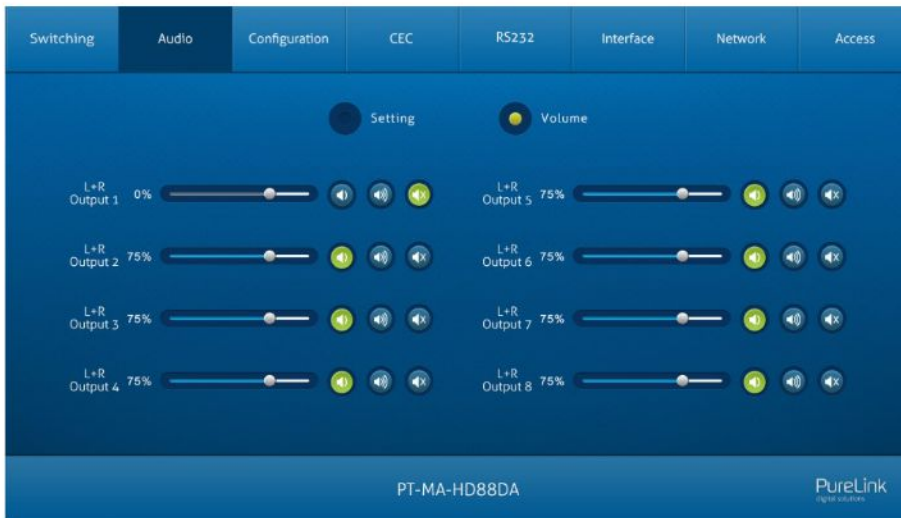 Switching Audio Configuration CEC RS232 Interface Network Access
Setting Volume
L+R
Output 1 0%
L+R
Output 5 75%
L+R
Output 2 75%
L+R
Output 6 75%
L+R
Output 3 75%
L+R
Output 7 75%
L+R
Output 4 75%
L+R
Output 8 75%
PT-MA-HD88DA
PureLink
digital solutions